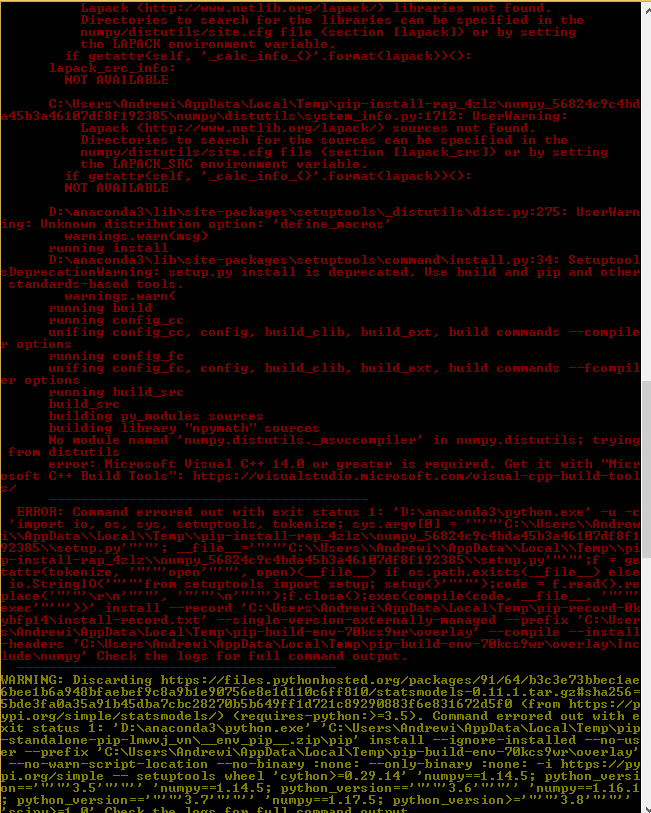 Lapack (http://www.netlib.org/lapack/) libraries not found.
Directories to search for the libraries can be specified in the
numpy/distutils/site.cfg file (section [lapack]) or by setting
the LAPACK environment variable.
if getattr(self, '_calc_info_{}'.format(lapack))():
lapack_src_info:
NOT AVAILABLE
C:\Users\Andrewi\AppData\Local\Temp\pip-install-rap_4zlz\numpy_56824c9c4bd
a45b3a46107df8f192385\numpy\distutils\system_info.py:1712: UserWarning:
Lapack (http://www.netlib.org/lapack/) sources not found.
Directories to search for the sources can be specified in the
numpy/distutils/site.cfg file (section [lapack_src]) or by setting
the LAPACK_SRC environment variable.
if getattr(self, '_calc_info_{}'.format(lapack))():
NOT AVAILABLE
D:\anaconda3\lib\site-packages\setuptools\_distutils\dist.py:275: UserWarn
ing: Unknown distribution option: 'define_macros'
warnings.warn(msg)
running install
D:\anaconda3\lib\site-packages\setuptools\command\install.py:34: Setuptool
sDeprecationWarning: setup.py install is deprecated. Use build and pip and other
standards-based tools.
warnings.warn(
running build
running config_cc
unifing config_cc, config, build_clib, build_ext, build commands --compile
r options
running config_fc
unifing config_fc, config, build_clib, build_ext, build commands --fcompil
er options
running build_src
build_src
building py_modules sources
building library "npymath" sources
No module named 'numpy.distutils._msvccompiler' in numpy.distutils; trying
from distutils
error: Microsoft Visual C++ 14.0 or greater is required. Get it with "Micr
osoft C++ Build Tools": https://visualstudio.microsoft.com/visual-cpp-build-tool
s/
----------------------------------------
ERROR: Command errored out with exit status 1: 'D:\anaconda3\python.exe' -u -c
'import io, os, sys, setuptools, tokenize; sys.argv[0] = '"'"'C:\\Users\\Andrew
i\\AppData\\Local\\Temp\\pip-install-rap_4zlz\\numpy_56824c9c4bda45b3a46107df8f1
92385\\setup.py'"'"'; __file__='"'"'C:\\Users\\Andrewi\\AppData\\Local\\Temp\\pi
p-install-rap_4zlz\\numpy_56824c9c4bda45b3a46107df8f192385\\setup.py'"'"';f = ge
tattr(tokenize, '"'"'open'"'"', open)(__file__) if os.path.exists(__file__) else
io.StringIO('"'"'from setuptools import setup; setup()'"'"');code = f.read().re
place('"'"'\r\n'"'"', '"'"'\n'"'"');f.close();exec(compile(code, __file__, '"'"'
exec'"'"'))' install --record 'C:\Users\Andrewi\AppData\Local\Temp\pip-record-0k
yhfp14\install-record.txt' --single-version-externally-managed --prefix 'C:\User
s\Andrewi\AppData\Local\Temp\pip-build-env-70kcs9wr\overlay' --compile --install
-headers 'C:\Users\Andrewi\AppData\Local\Temp\pip-build-env-70kcs9wr\overlay\Inc
lude\numpy' Check the logs for full command output.
----------------------------------------
WARNING: Discarding https://files.pythonhosted.org/packages/91/64/b3c3e73bbec1ae
6bee1b6a948bfaebef9c8a9b1e90756e8e1d110c6ff810/statsmodels-0.11.1.tar.gz#sha256=
5bde3fa0a35a91b45dba7cbc28270b5b649ff1d721c89290883f6e831672d5f0 (from https://p
ypi.org/simple/statsmodels/) (requires-python:>=3.5). Command errored out with e
xit status 1: 'D:\anaconda3\python.exe' 'C:\Users\Andrewi\AppData\Local\Temp\pip
-standalone-pip-lmwvj_vn\__env_pip__.zip\pip' install --ignore-installed --no-us
er --prefix 'C:\Users\Andrewi\AppData\Local\Temp\pip-build-env-70kcs9wr\overlay'
--no-warn-script-location --no-binary :none: --only-binary :none: -i https://py
pi.org/simple -- setuptools wheel 'cython>=0.29.14' 'numpy==1.14.5; python_versi
on=='"'"'3.5'"'"'' 'numpy==1.14.5; python_version=='"'"'3.6'"'"'' 'numpy==1.16.1
; python_version=='"'"'3.7'"'"'' 'numpy==1.17.5; python_version>='"'"'3.8'"'"''
'scipy>=1.0' Check the logs for full command output.